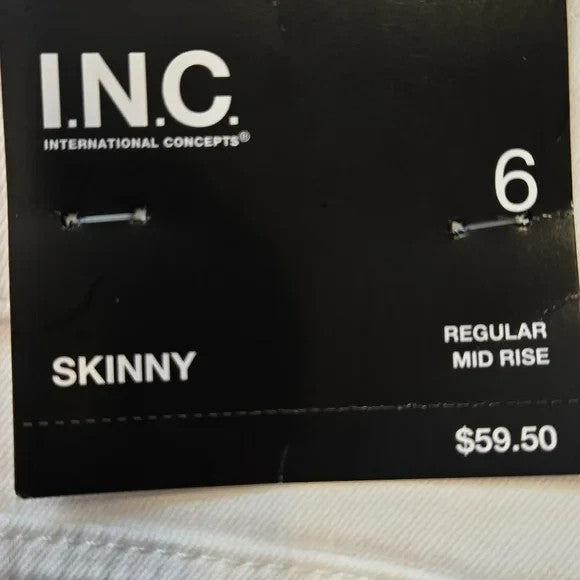 I.N.C.
INTERNATIONAL CONCEPTS®
6
SKINNY
REGULAR
MID RISE
$59.50